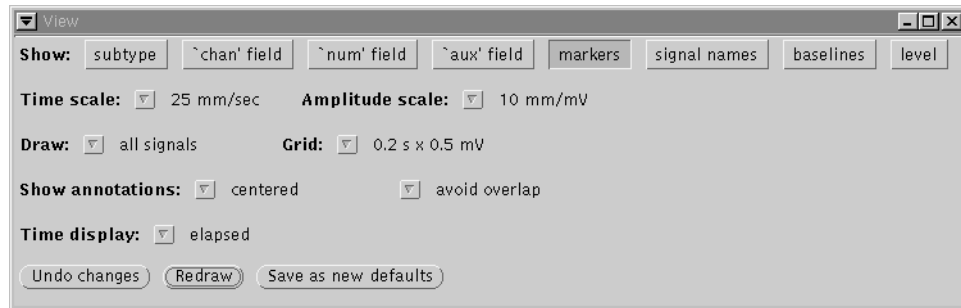 View
Show: subtype `chan' field `num' field `aux' field markers signal names baselines level
Time scale: 25 mm/sec Amplitude scale: 10 mm/mV
Draw: all signals Grid: 0.2 s x 0.5 mV
Show annotations: centered avoid overlap
Time display: elapsed
Undo changes Redraw Save as new defaults